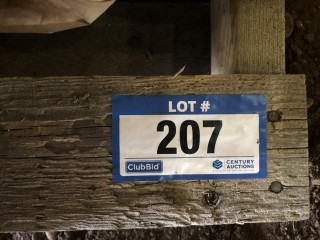 LOT #
207
ClubBid
CENTURY
AUCTIONS